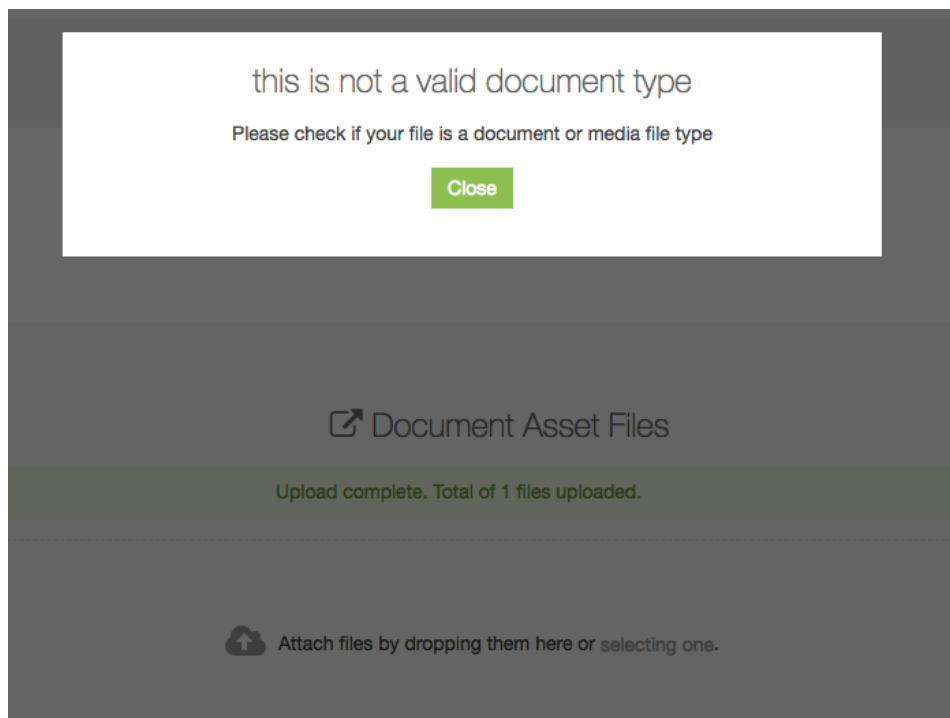 this is not a valid document type
Please check if your file is a document or media file type
Close
Document Asset Files
Upload complete. Total of 1 files uploaded.
Attach files by dropping them here or selecting one.